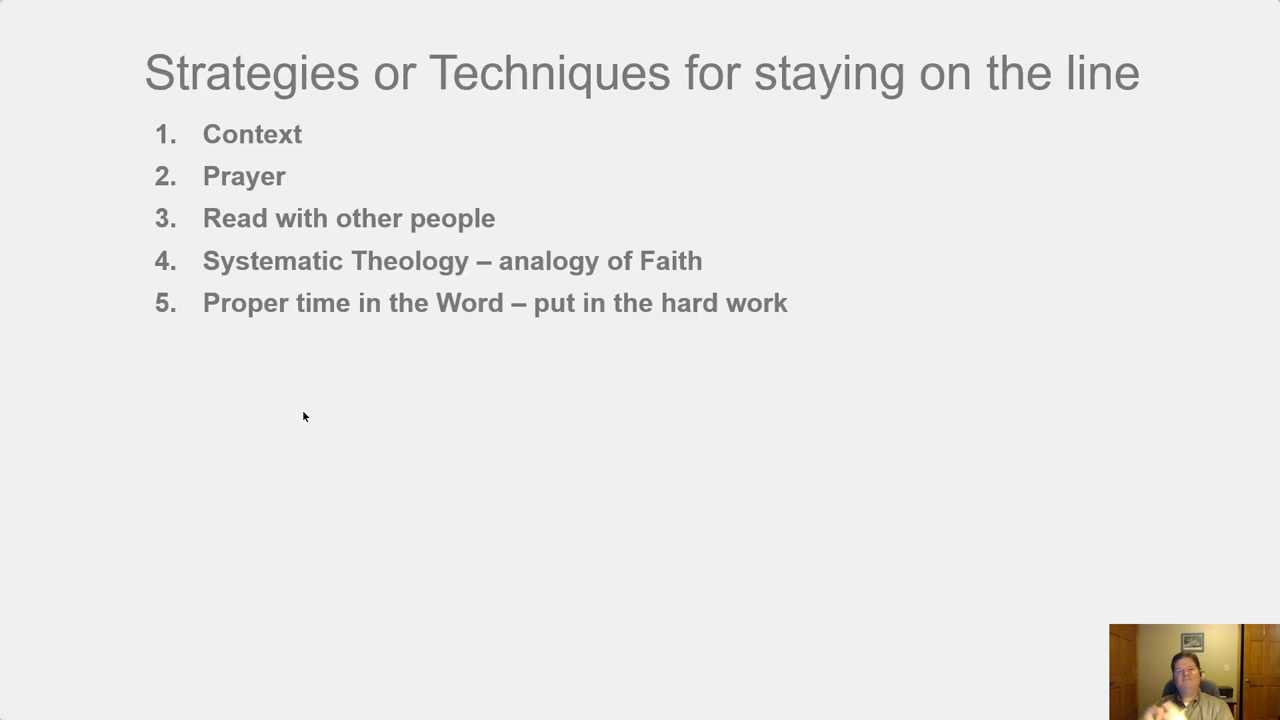 Strategies or Techniques for staying on the line
1. Context
2. Prayer
3. Read with other people
4. Systematic Theology – analogy of Faith
5. Proper time in the Word – put in the hard work